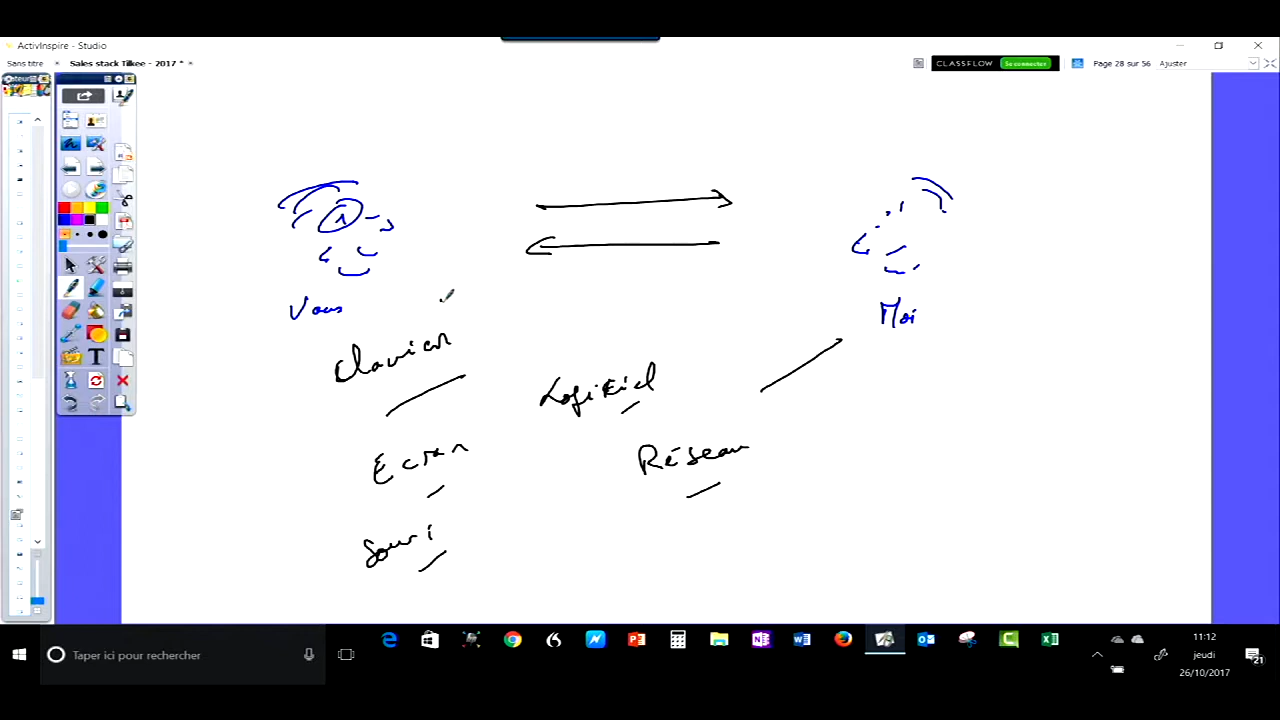 ActivInspire - Studio
Sans titre
Sales stack Tilkee - 2017 *
CLASSFLOW
Se connecter
Page 28 sur 56
Ajuster
Vous
Moi
Clavier
Logiciel
Ecran
Réseau
Souri
Taper ici pour rechercher
11:12
jeudi
26/10/2017
21